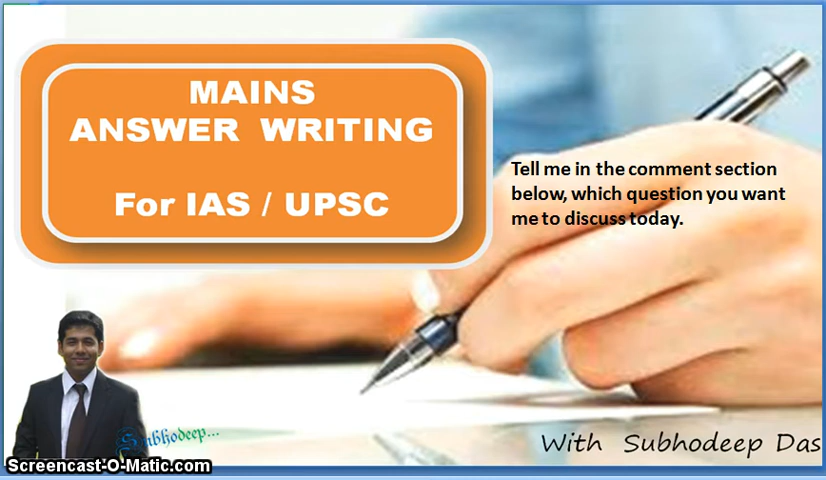 MAINS
ANSWER WRITING
For IAS / UPSC
Tell me in the comment section
below, which question you want
me to discuss today.
Subhodeep...
With Subhodeep Das
Screencast-O-Matic.com